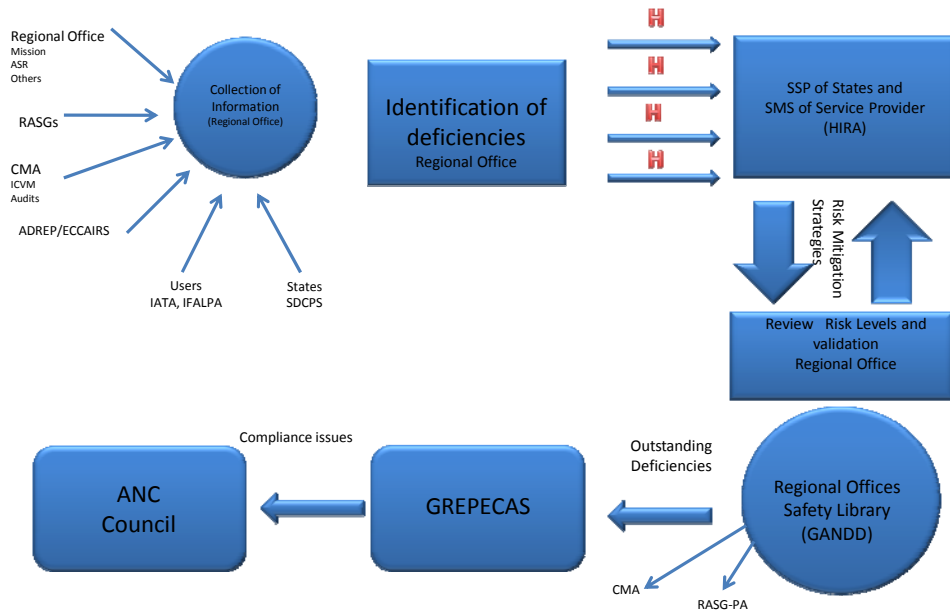 Regional Office
Mission
ASR
Others
RASGs
CMA
ICVM
Audits
ADREP/ECCAIRS
Users
IATA, IFALPA
States
SDCPS
Collection of
Information
(Regional Office)
Identification of
deficiencies
Regional Office
H
H
H
H
SSP of States and
SMS of Service Provider
(HIRA)
Risk Mitigation
Strategies
Review Risk Levels and
validation
Regional Office
Regional Offices
Safety Library
(GANDD)
CMA
RASG-PA
Outstanding
Deficiencies
GREPECAS
Compliance issues
ANC
Council